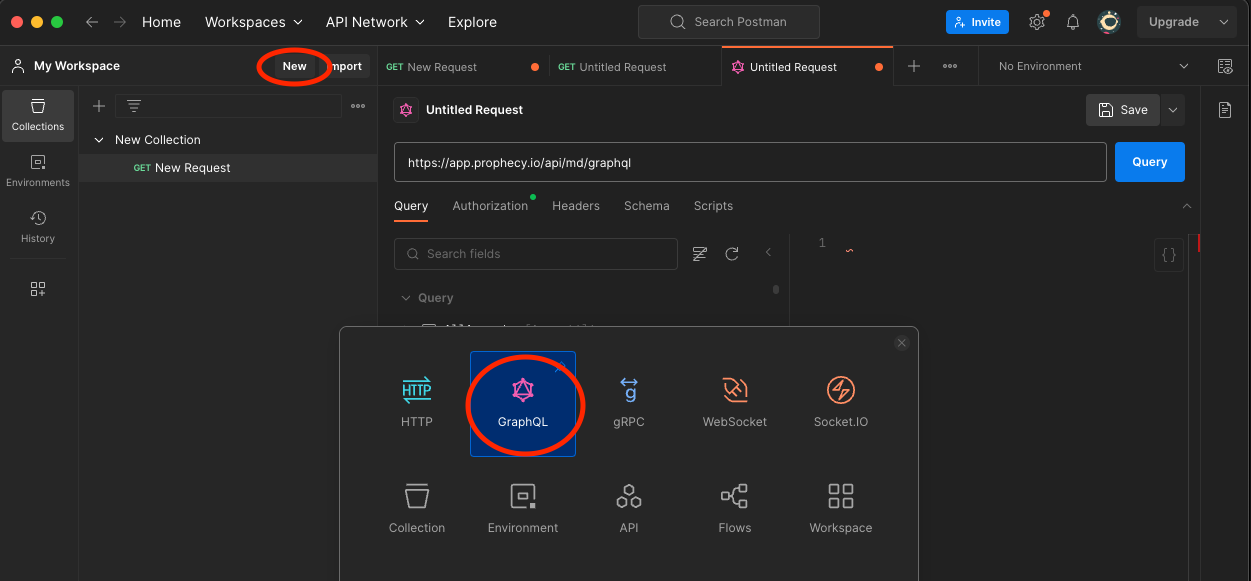 Home Workspaces API Network Explore Search Postman Invite Upgrade
My Workspace New Import GET New Request GET Untitled Request Untitled Request No Environment
Collections
Environments
History
New Collection
GET New Request
Untitled Request Save
https://app.prophecy.io/api/md/graphql Query
Query Authorization Headers Schema Scripts
Search fields 1 {}
Query
HTTP GraphQL gRPC WebSocket Socket.IO
Collection Environment API Flows Workspace